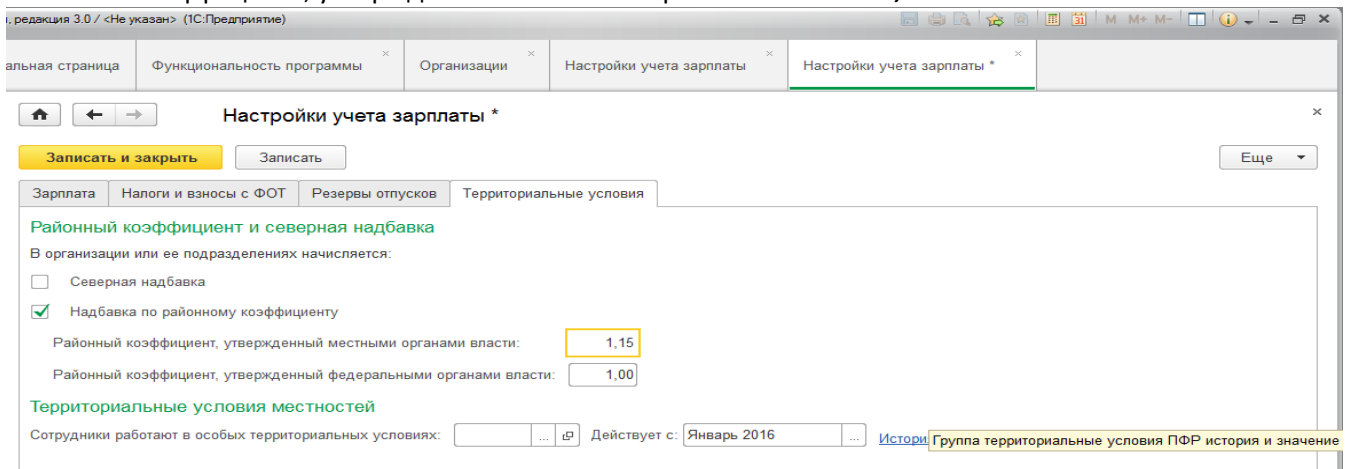 , редакция 3.0 / <Не указан> (1С:Предприятие)
M M+ M-
альная страница
Функциональность программы
Организации
Настройки учета зарплаты
Настройки учета зарплаты *
Настройки учета зарплаты *
Записать и закрыть
Записать
Еще
Зарплата
Налоги и взносы с ФОТ
Резервы отпусков
Территориальные условия
Районный коэффициент и северная надбавка
В организации или ее подразделениях начисляется:
Северная надбавка
Надбавка по районному коэффициенту
Районный коэффициент, утвержденный местными органами власти: 1,15
Районный коэффициент, утвержденный федеральными органами власти: 1,00
Территориальные условия местностей
Сотрудники работают в особых территориальных условиях: ... Действует с: Январь 2016 ... Истори
Группа территориальные условия ПФР история и значение